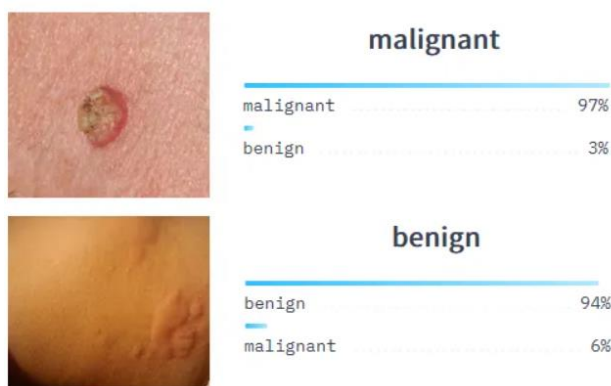 malignant
malignant 97%
benign 3%
benign
benign 94%
malignant 6%